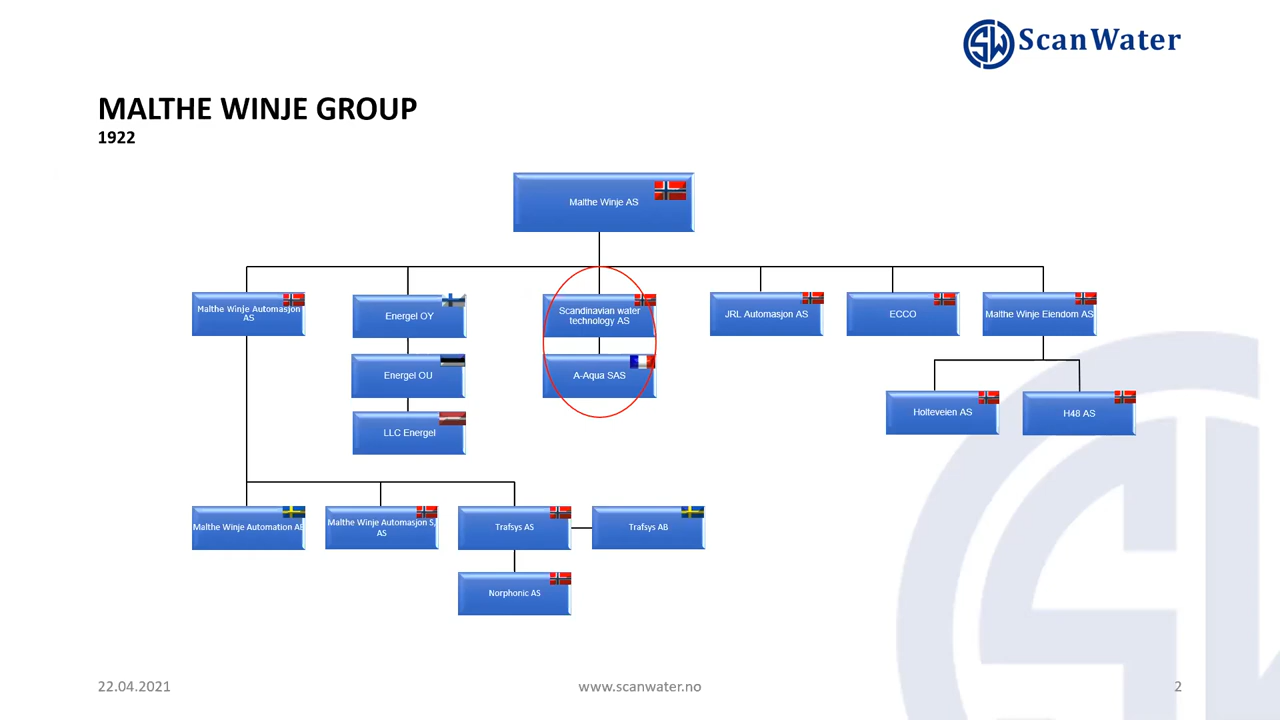 ScanWater
MALTHE WINJE GROUP
1922
Malthe Winje AS
Malthe Winje Automasjon
AS
Energel OY
Scandinavian water
technology AS
JRL Automasjon AS
ECCO
Malthe Winje Eiendom AS
Energel OU
A-Aqua SAS
LLC Energel
Holteveien AS
H48 AS
Malthe Winje Automation AB
Malthe Winje Automasjon S,
AS
Trafsys AS
Trafsys AB
Norphonic AS
22.04.2021
www.scanwater.no
2